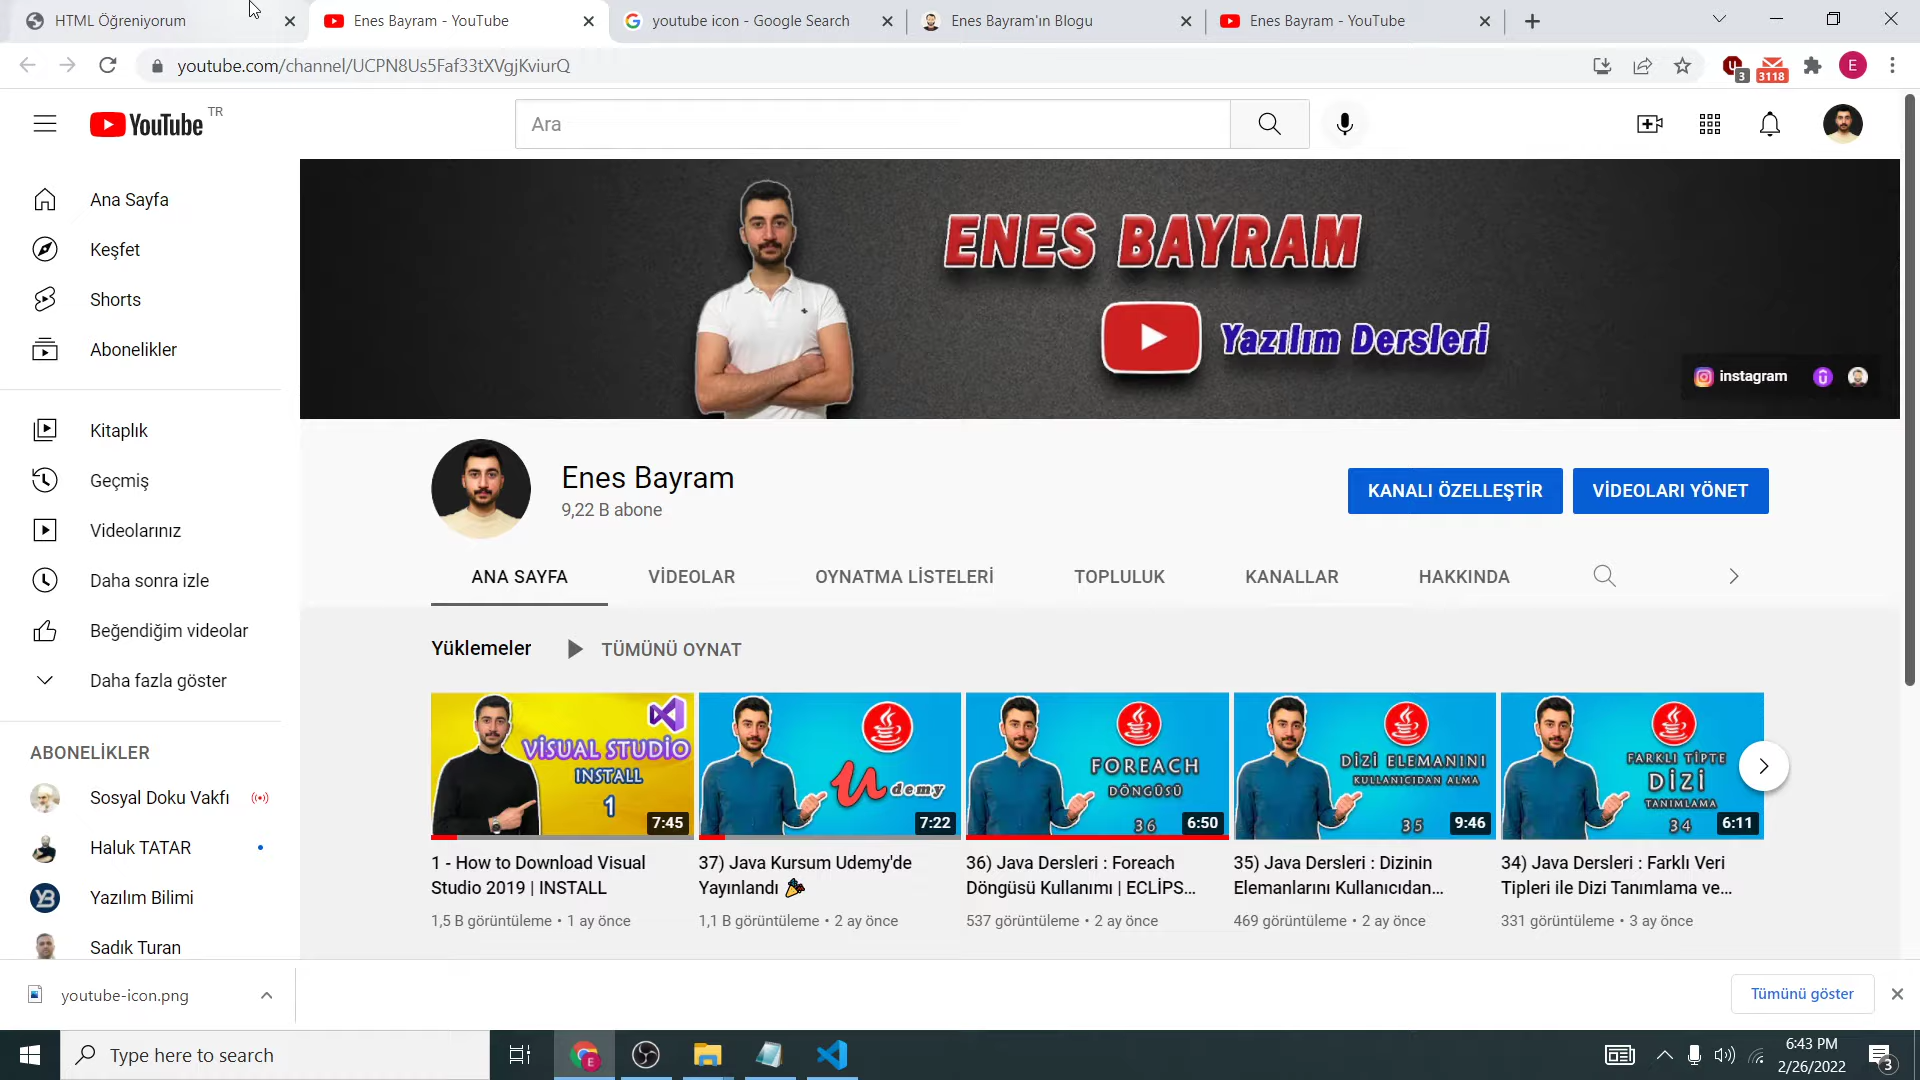 HTML Öğreniyorum
Enes Bayram - YouTube
youtube icon - Google Search
Enes Bayram'ın Blogu
Enes Bayram - YouTube
youtube.com/channel/UCPN8Us5Faf33tXVgjKviurQ
3
3118
E
YouTube TR
Ara
Ana Sayfa
Keşfet
Shorts
Abonelikler
Kitaplık
Geçmiş
Videolarınız
Daha sonra izle
Beğendiğim videolar
Daha fazla göster
ABONELİKLER
Sosyal Doku Vakfı
Haluk TATAR
Yazılım Bilimi
Sadık Turan
ENES BAYRAM
Yazılım Dersleri
instagram
Enes Bayram
9,22 B abone
KANALI ÖZELLEŞTİR
VİDEOLARI YÖNET
ANA SAYFA
VİDEOLAR
OYNATMA LİSTELERİ
TOPLULUK
KANALLAR
HAKKINDA
Yüklemeler
TÜMÜNÜ OYNAT
VİSUAL STUDİO
INSTALL
1
7:45
1 - How to Download Visual
Studio 2019 | INSTALL
1,5 B görüntüleme • 1 ay önce
udemy
7:22
37) Java Kursum Udemy'de
Yayınlandı 🎉
1,1 B görüntüleme • 2 ay önce
FOREACH
DÖNGÜSÜ
36
6:50
36) Java Dersleri : Foreach
Döngüsü Kullanımı | ECLİPS...
537 görüntüleme • 2 ay önce
DİZİ ELEMANINI
KULLANICIDAN ALMA
35
9:46
35) Java Dersleri : Dizinin
Elemanlarını Kullanıcıdan...
469 görüntüleme • 2 ay önce
FARKLI TİPTE
DİZİ
TANIMLAMA
34
6:11
34) Java Dersleri : Farklı Veri
Tipleri ile Dizi Tanımlama ve...
331 görüntüleme • 3 ay önce
youtube-icon.png
Tümünü göster
Type here to search
E
6:43 PM
2/26/2022
3